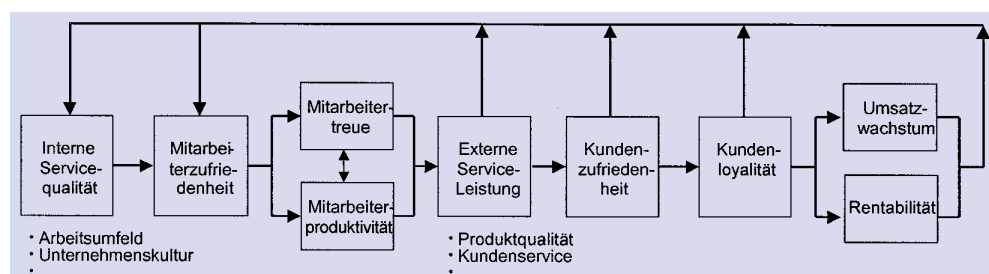 Interne
Service-
qualität
Mitarbei-
terzufrie-
denheit
Mitarbeiter-
treue
Mitarbeiter-
produktivität
Externe
Service-
Leistung
Kunden-
zufrieden-
heit
Kunden-
loyalität
Umsatz-
wachstum
Rentabilität
· Arbeitsumfeld
· Unternehmenskultur
·
· Produktqualität
· Kundenservice
·